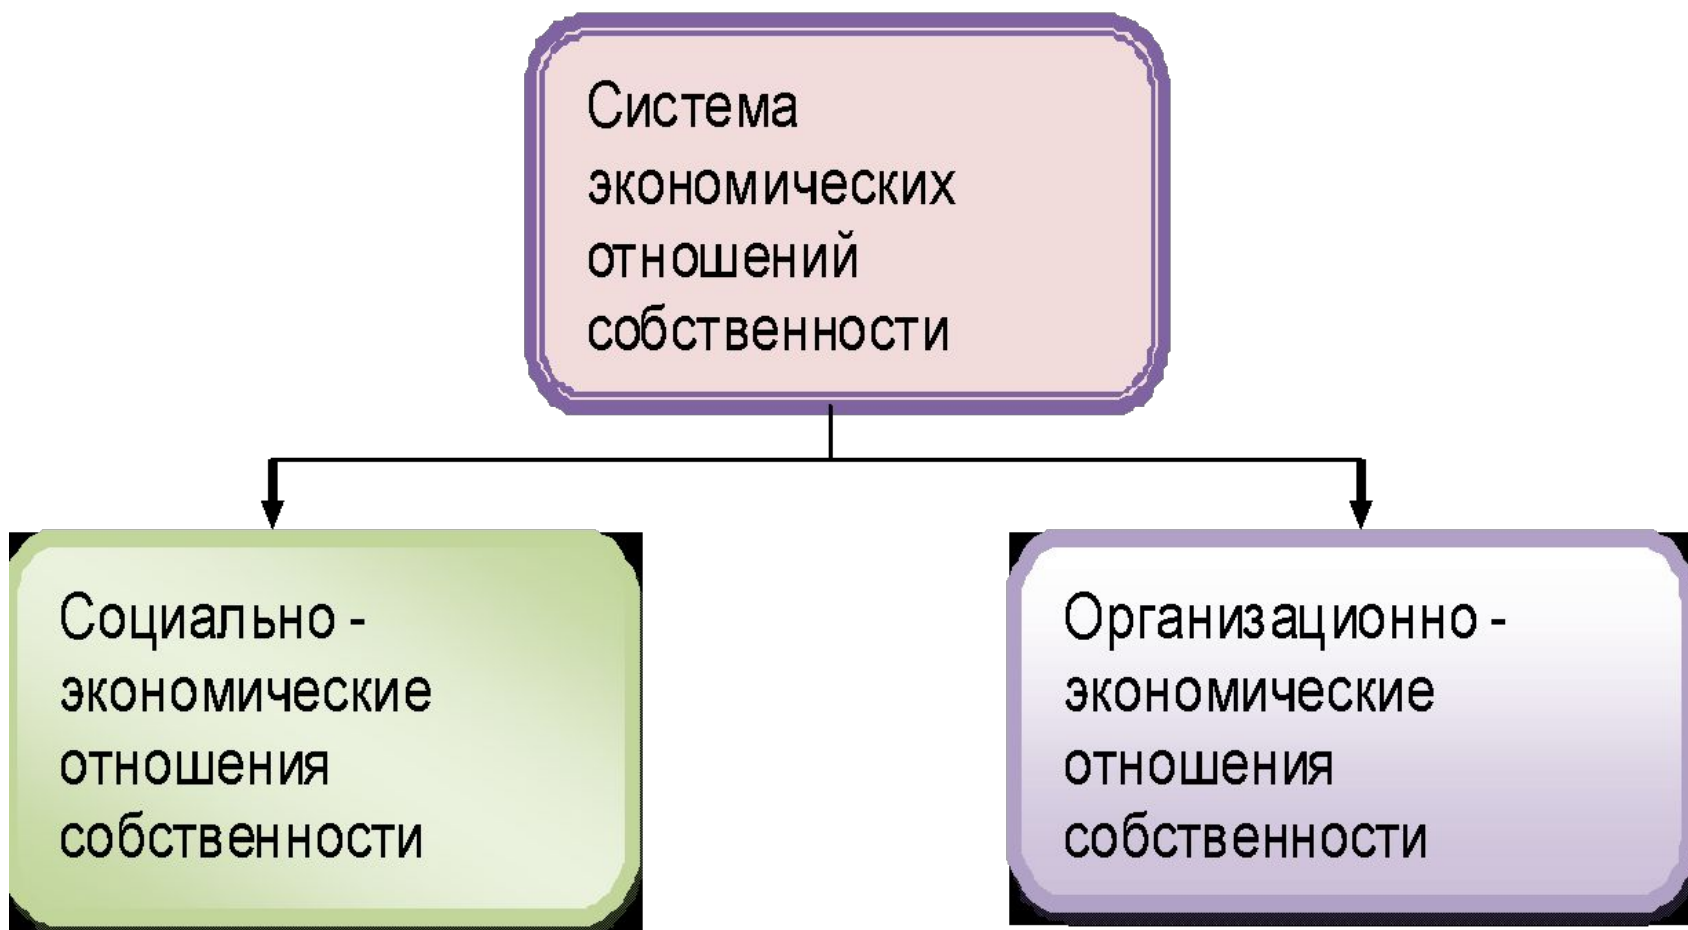 Система
экономических
отношений
собственности
Социально -
экономические
отношения
собственности
Организационно -
экономические
отношения
собственности